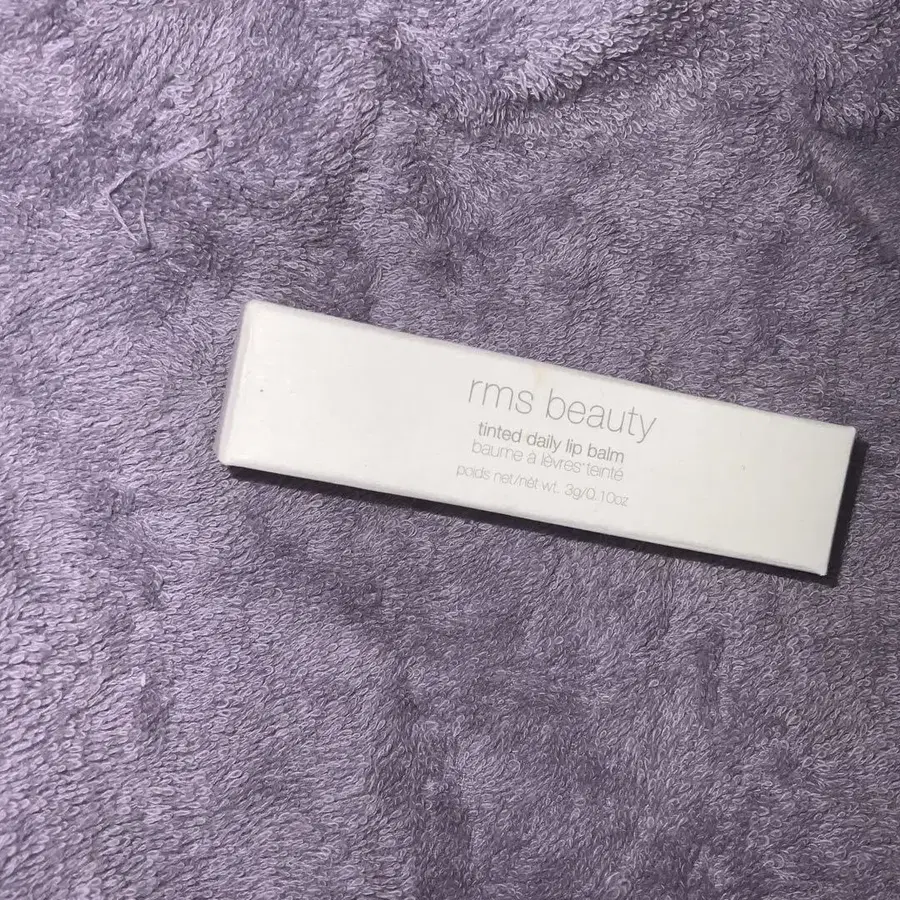 rms beauty
tinted daily lip balm
baume à lèvres teinté
poids net/net wt. 3g/0.10oz